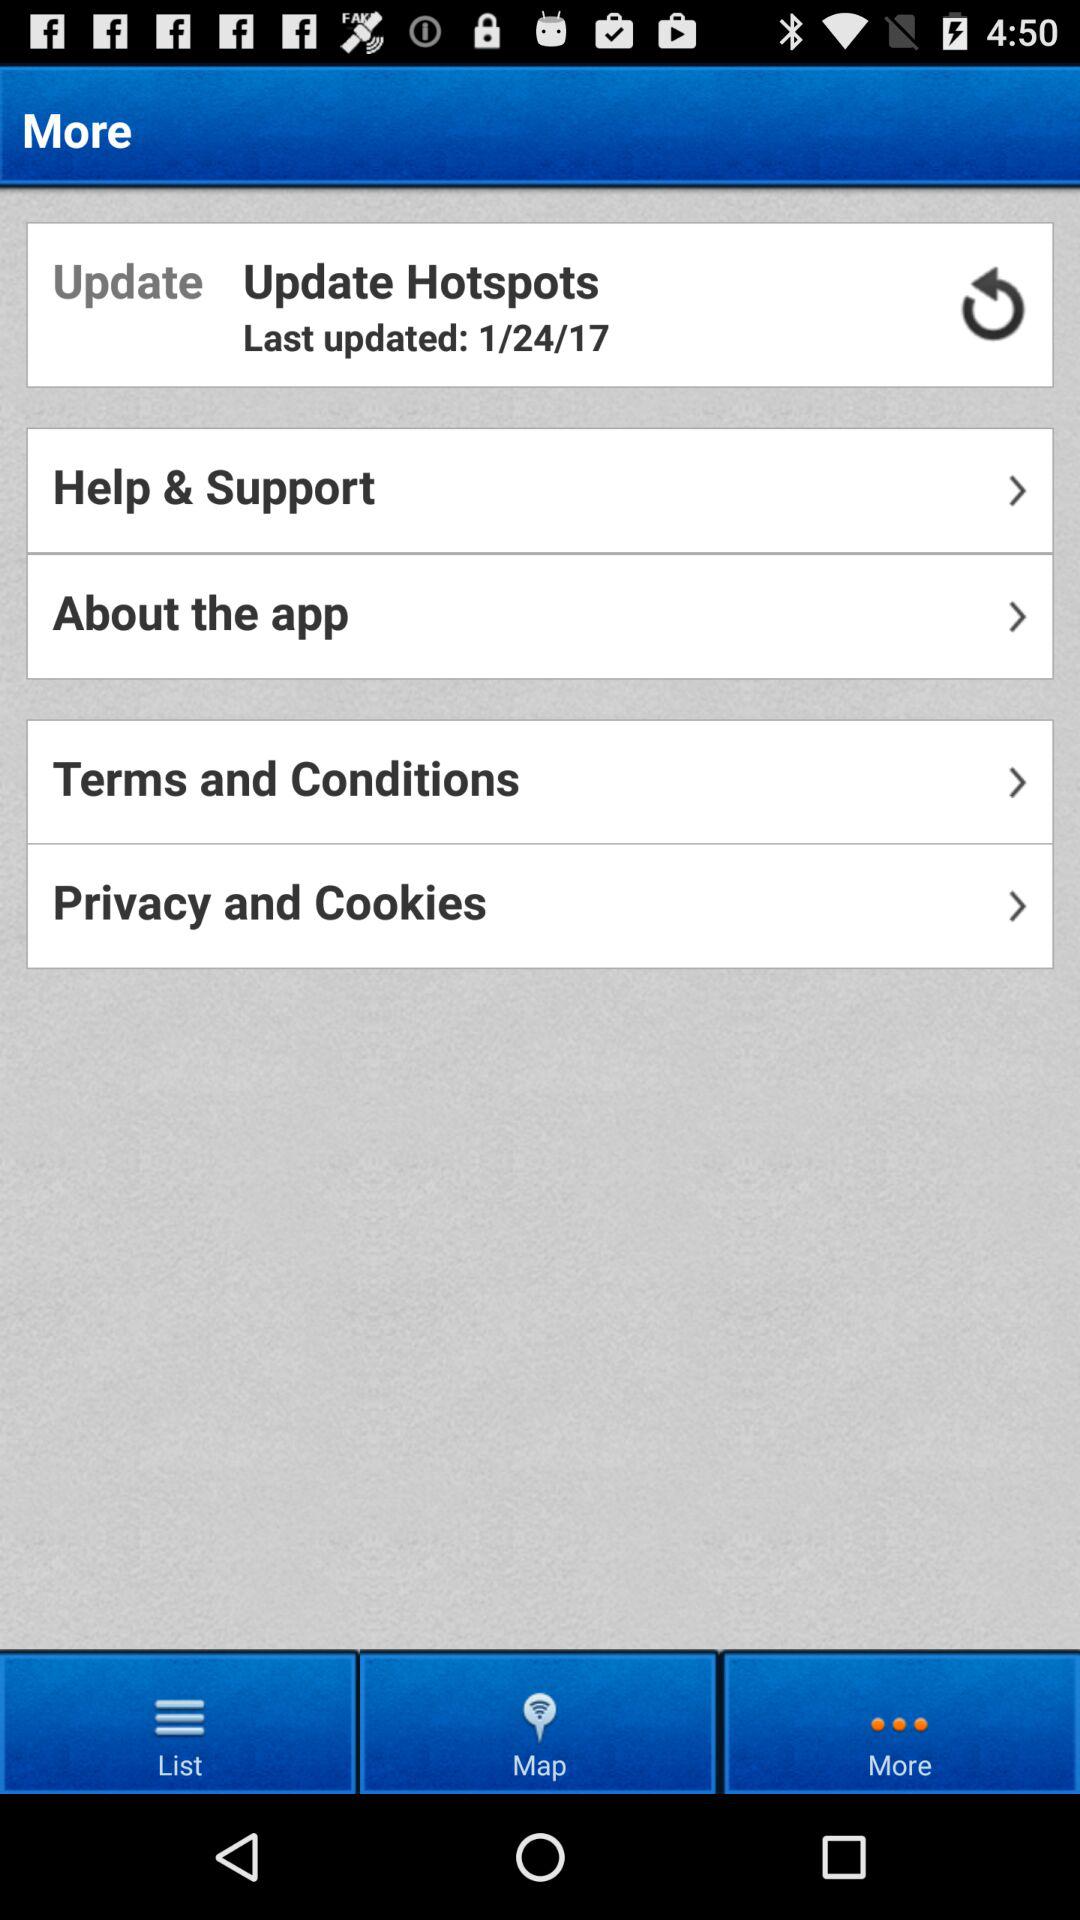 FAKE
4:50
More
Update Update Hotspots
Last updated: 1/24/17
Help & Support
About the app
Terms and Conditions
Privacy and Cookies
List Map More